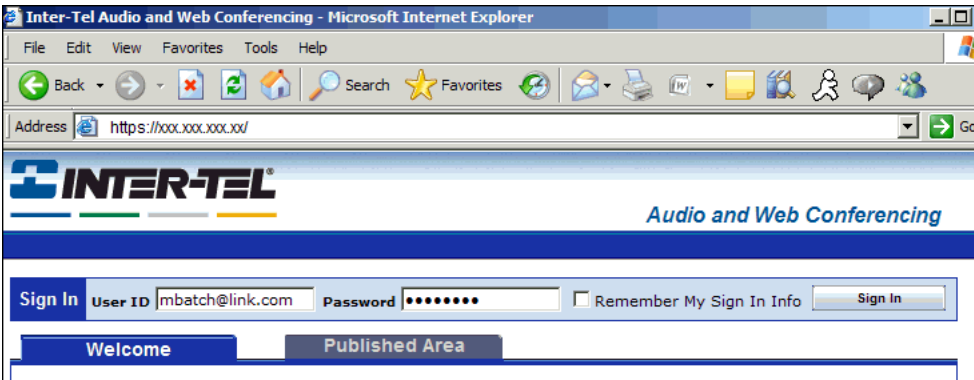 Inter-Tel Audio and Web Conferencing - Microsoft Internet Explorer
File Edit View Favorites Tools Help
Back Search Favorites
Address https://xxx.xxx.xxx.xx/ Go
INTER-TEL®
Audio and Web Conferencing
Sign In User ID mbatch@link.com Password •••••••• Remember My Sign In Info Sign In
Welcome Published Area